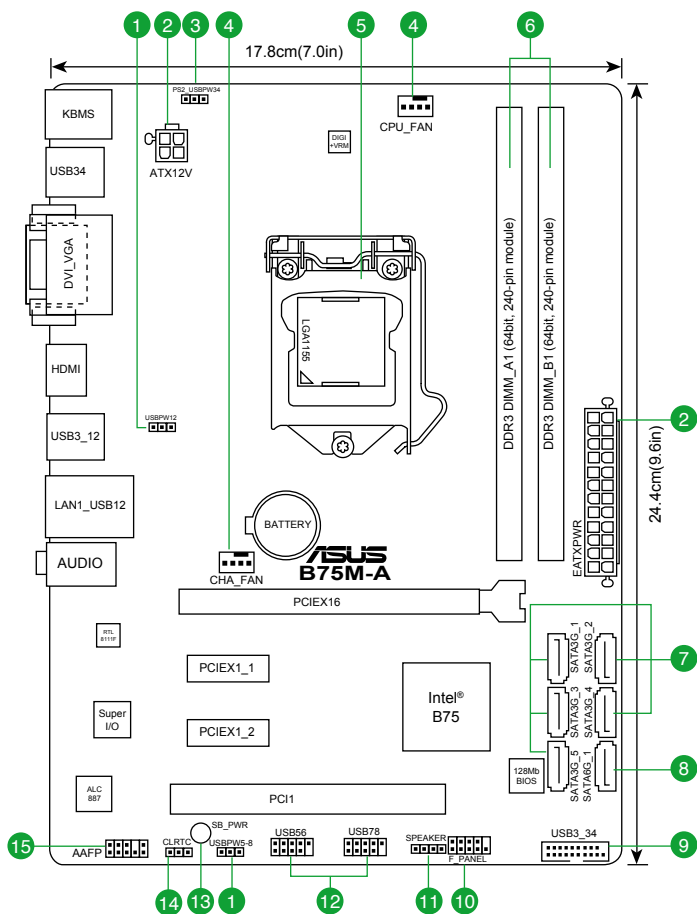 1
2
3
4
5
4
6
17.8cm(7.0in)
PS2_USBPW34
KBMS
CPU_FAN
DIGI
+VRM
ATX12V
USB34
DVI_VGA
LGA1155
DDR3 DIMM_A1 (64bit, 240-pin module)
DDR3 DIMM_B1 (64bit, 240-pin module)
HDMI
1
USBPW12
USB3_12
2
24.4cm(9.6in)
EATXPWR
LAN1_USB12
BATTERY
4
AUDIO
CHA_FAN
ASUS
B75M-A
PCIEX16
RTL
8111F
PCIEX1_1
SATA3G_1
SATA3G_2
7
Intel®
B75
SATA3G_3
SATA3G_4
Super
I/O
PCIEX1_2
128Mb
BIOS
SATA3G_5
SATA6G_1
8
ALC
887
PCI1
SB_PWR
15
AAFP
CLRTC
USBPW5-8
USB56
USB78
SPEAKER
F_PANEL
USB3_34
9
14
13
1
12
11
10